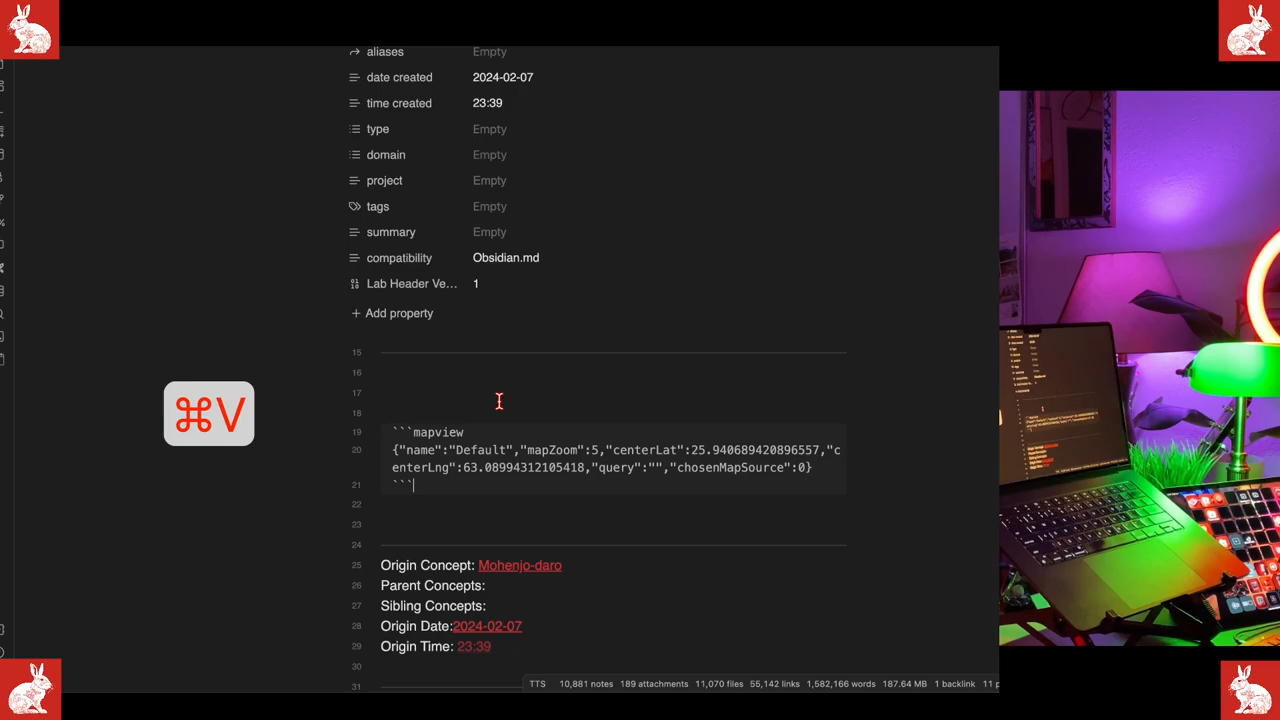 aliases Empty
date created 2024-02-07
time created 23:39
type Empty
domain Empty
project Empty
tags Empty
summary Empty
compatibility Obsidian.md
Lab Header Ve... 1
+ Add property
15
16
17
⌘V
18
19 ```mapview
20 {"name":"Default","mapZoom":5,"centerLat":25.940689420896557,"c
enterLng":63.08994312105418,"query":"","chosenMapSource":0}
21 ```
22
23
24
25 Origin Concept: Mohenjo-daro
26 Parent Concepts:
27 Sibling Concepts:
28 Origin Date:2024-02-07
29 Origin Time: 23:39
30
31
TTS 10,881 notes 189 attachments 11,070 files 55,142 links 1,582,166 words 187.64 MB 1 backlink 11 p